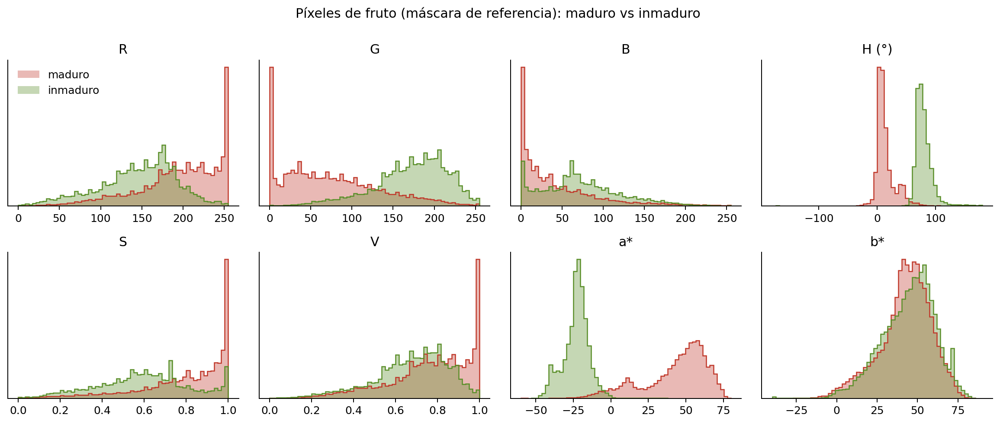 Píxeles de fruto (máscara de referencia): maduro vs inmaduro
R
G
B
H (°)
maduro
inmaduro
0 50 100 150 200 250
0 50 100 150 200 250
0 50 100 150 200 250
−100 0 100
S
V
a*
b*
0.0 0.2 0.4 0.6 0.8 1.0
0.0 0.2 0.4 0.6 0.8 1.0
−50 −25 0 25 50 75
−25 0 25 50 75